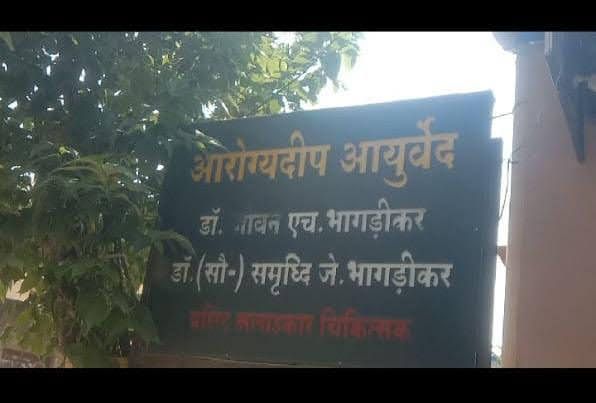 आरोग्यदीप आयुर्वेद
डॉ. एच. भागड़ीकर
डॉ. (सौ-) समृध्दि जे. भागड़ीकर
चिकित्सक